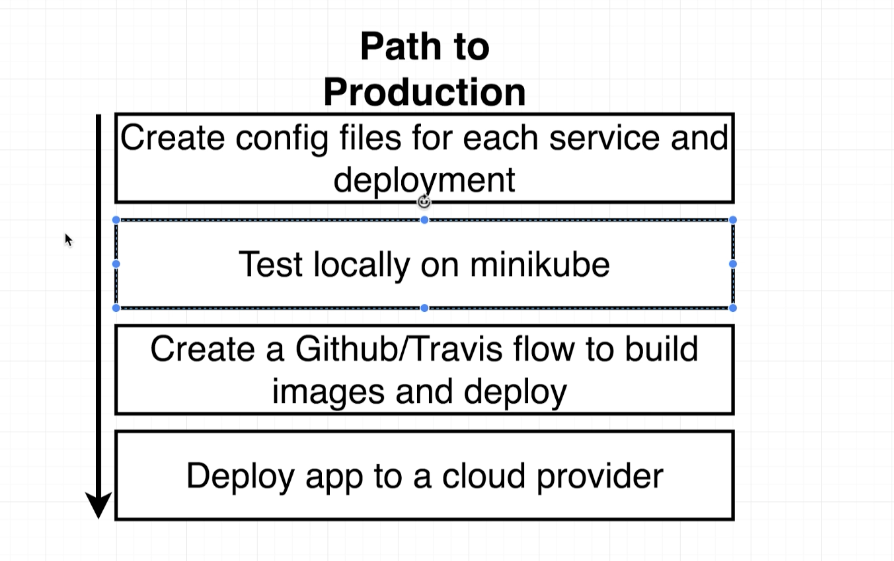 Path to
Production
Create config files for each service and
deployment
Test locally on minikube
Create a Github/Travis flow to build
images and deploy
Deploy app to a cloud provider